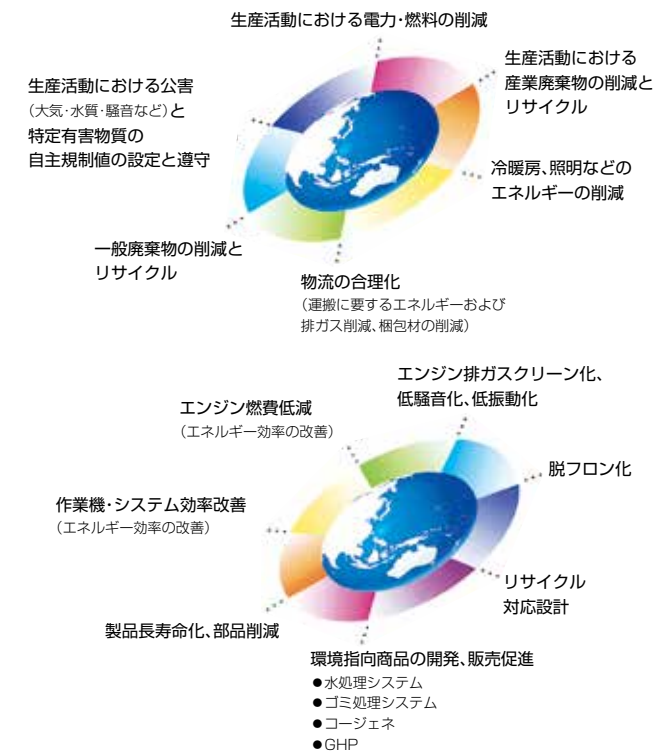 生産活動における電力・燃料の削減
生産活動における
産業廃棄物の削減と
リサイクル
生産活動における公害
（大気・水質・騒音など）と
特定有害物質の
自主規制値の設定と遵守
冷暖房、照明などの
エネルギーの削減
一般廃棄物の削減と
リサイクル
物流の合理化
（運搬に要するエネルギーおよび
排ガス削減、梱包材の削減）
エンジン排ガスクリーン化、
低騒音化、低振動化
エンジン燃費低減
（エネルギー効率の改善）
脱フロン化
作業機・システム効率改善
（エネルギー効率の改善）
リサイクル
対応設計
製品長寿命化、部品削減
環境指向商品の開発、販売促進
●水処理システム
●ゴミ処理システム
●コージェネ
●GHP